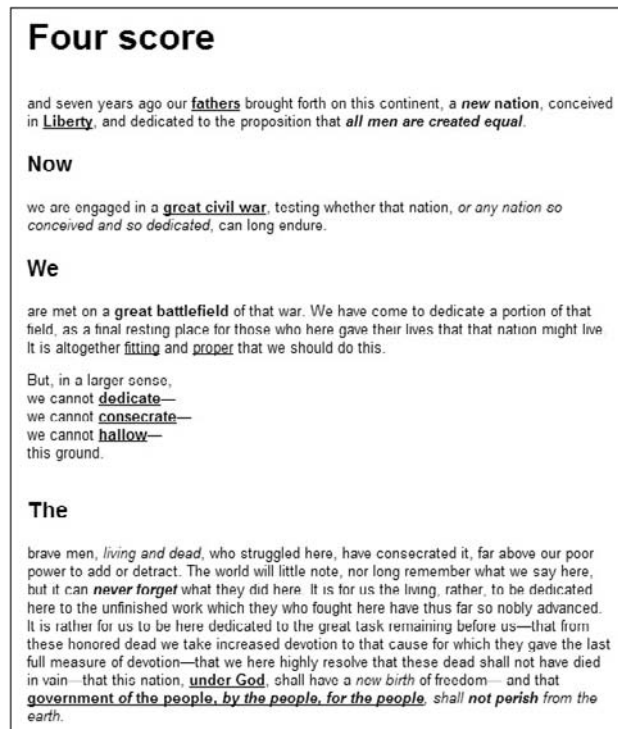 Four score
and seven years ago our fathers brought forth on this continent, a new nation, conceived
in Liberty, and dedicated to the proposition that all men are created equal.
Now
we are engaged in a great civil war, testing whether that nation, or any nation so
conceived and so dedicated, can long endure.
We
are met on a great battlefield of that war. We have come to dedicate a portion of that
field, as a final resting place for those who here gave their lives that that nation might live.
It is altogether fitting and proper that we should do this.
But, in a larger sense,
we cannot dedicate—
we cannot consecrate—
we cannot hallow—
this ground.
The
brave men, living and dead, who struggled here, have consecrated it, far above our poor
power to add or detract. The world will little note, nor long remember what we say here,
but it can never forget what they did here. It is for us the living, rather, to be dedicated
here to the unfinished work which they who fought here have thus far so nobly advanced.
It is rather for us to be here dedicated to the great task remaining before us—that from
these honored dead we take increased devotion to that cause for which they gave the last
full measure of devotion—that we here highly resolve that these dead shall not have died
in vain—that this nation, under God, shall have a new birth of freedom— and that
government of the people, by the people, for the people, shall not perish from the
earth.